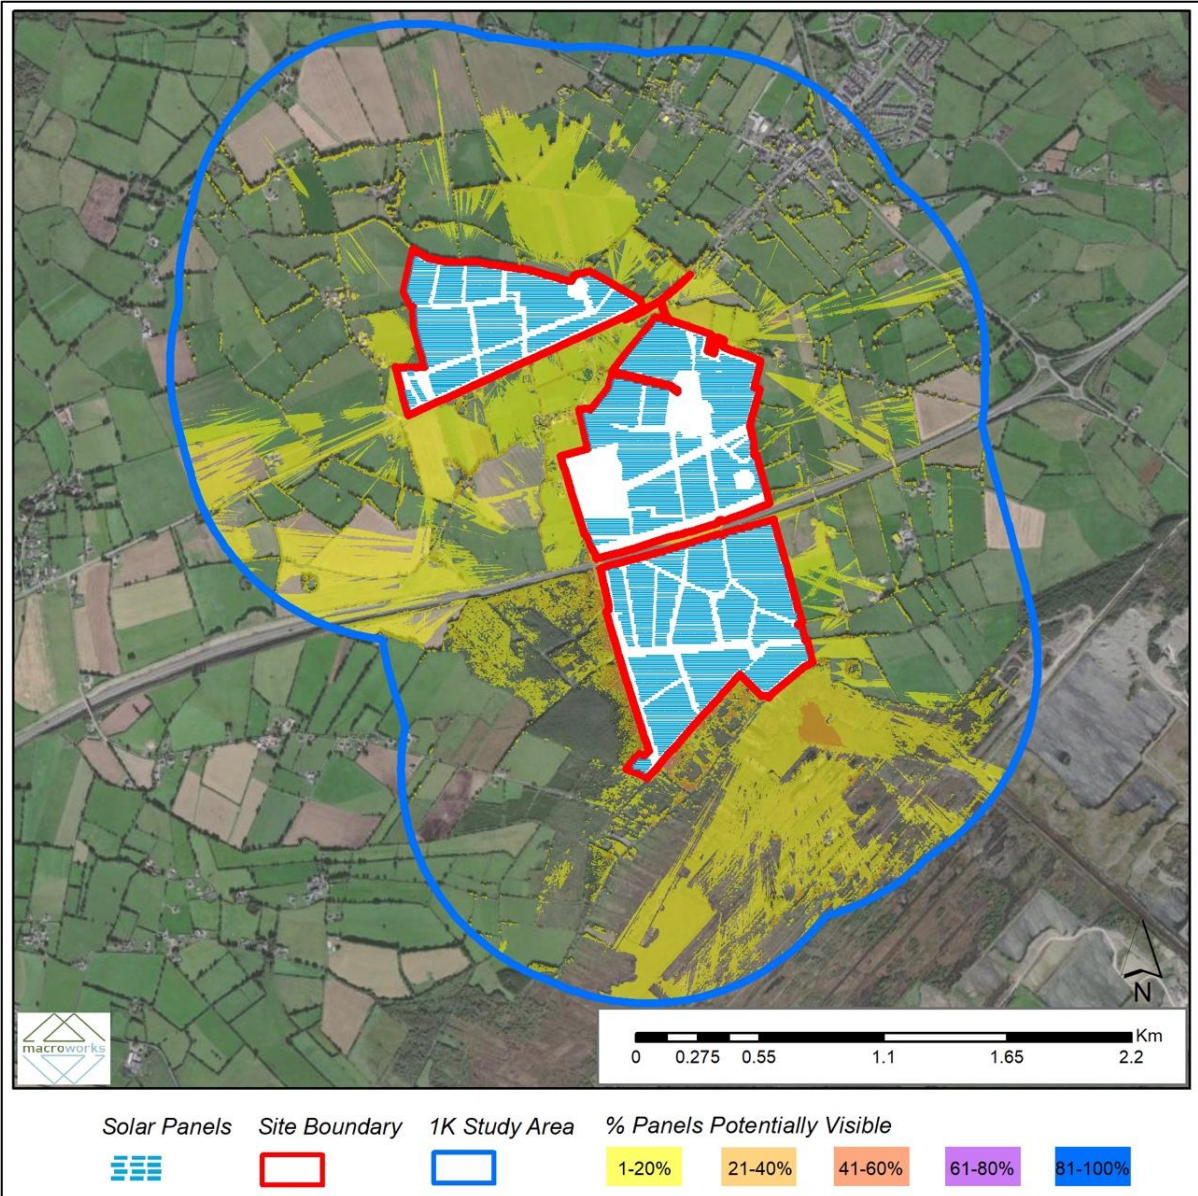 N
macroworks
Km
0 0.275 0.55 1.1 1.65 2.2
Solar Panels Site Boundary 1K Study Area % Panels Potentially Visible
1-20% 21-40% 41-60% 61-80% 81-100%